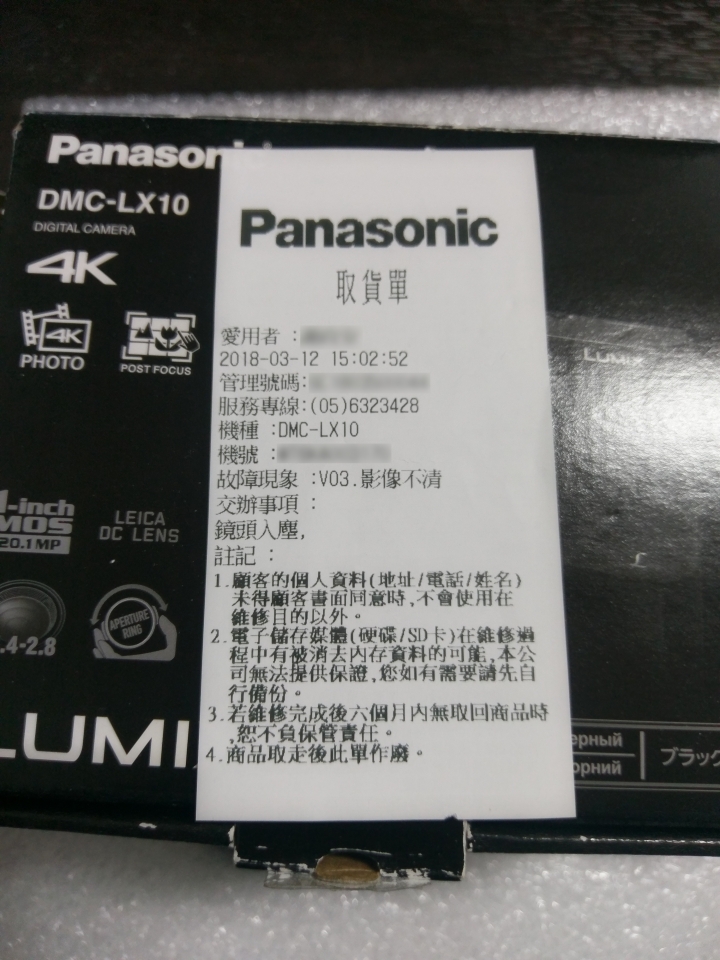 Panasonic
DMC-LX10
DIGITAL CAMERA
4K
4K
PHOTO
POST FOCUS
1-inch
MOS
20.1 MP
LEICA
DC LENS
.4-2.8
APERTURE
RING
LUMI
Panasonic
取貨單
愛用者 :
2018-03-12 15:02:52
管理號碼:
服務專線:(05)6323428
機種 :DMC-LX10
機號 :
故障現象 :V03.影像不清
交辦事項 :
鏡頭入塵,
註記 :
1.顧客的個人資料(地址/電話/姓名)
未得顧客書面同意時,不會使用在
維修目的以外。
2.電子儲存媒體(硬碟/SD卡)在維修過
程中有被消去內存資料的可能,本公
司無法提供保證,您如有需要請先自
行備份。
3.若維修完成後六個月內無取回商品時
,恕不負保管責任。
4.商品取走後此單作廢。
LUMIX
ерный
орний
ブラック